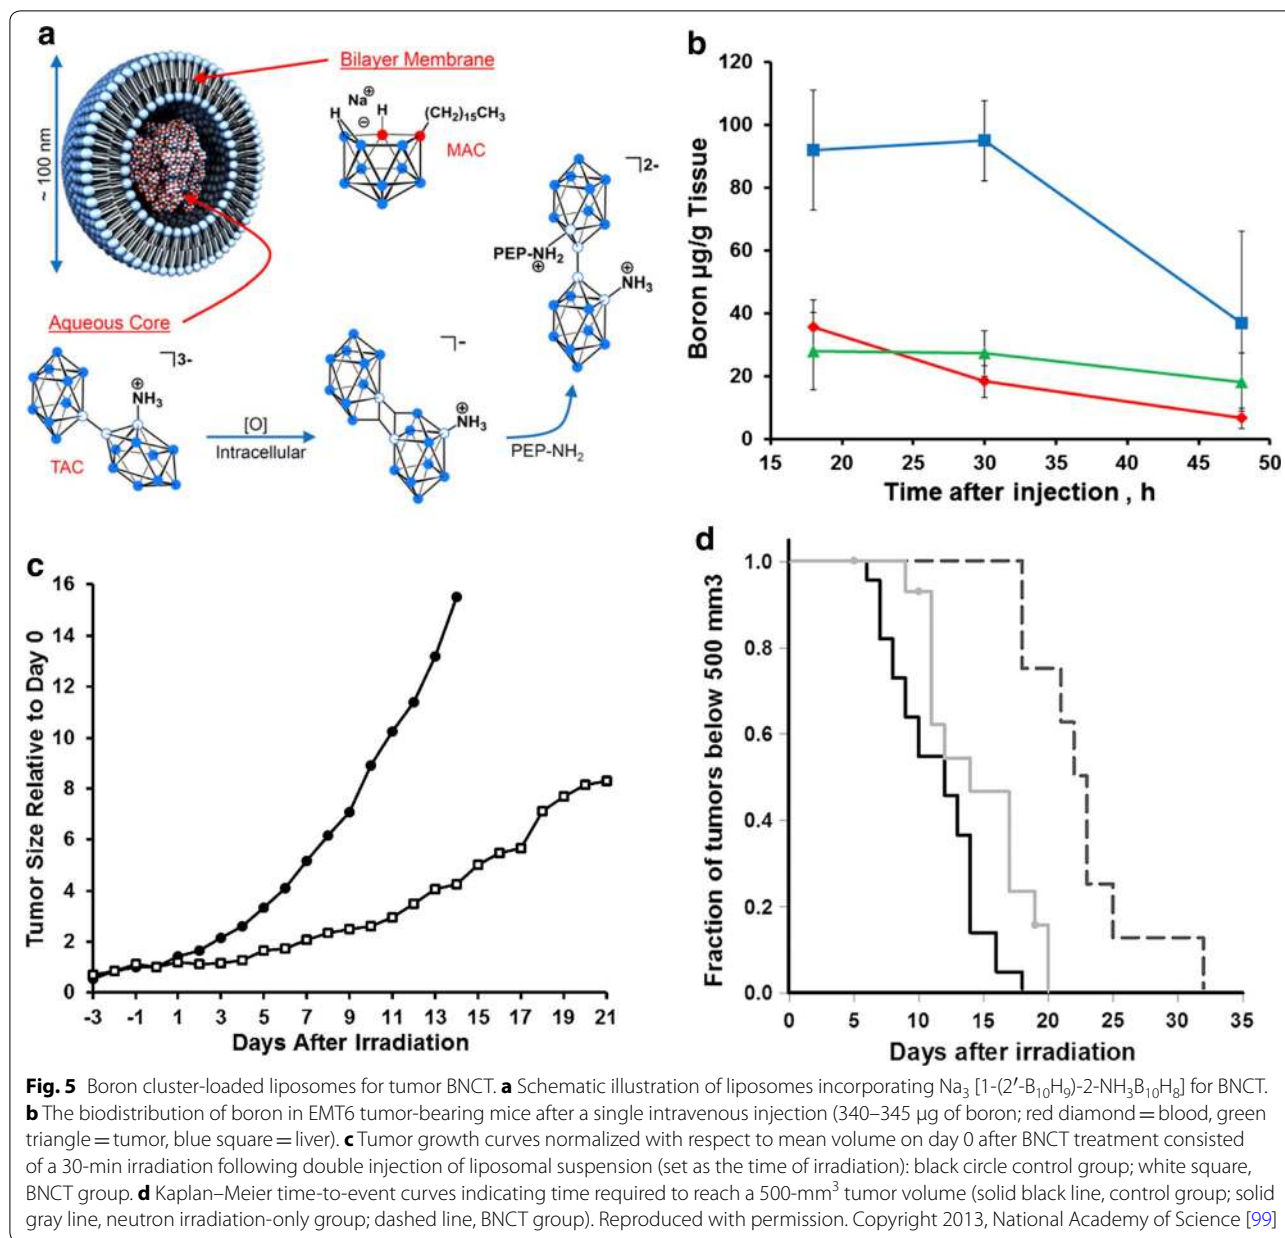 a
Bilayer Membrane
~ 100 nm
Na⊕
H
⊖
H
(CH2)15CH3
MAC
Aqueous Core
3-
⊕
NH3
TAC
[O]
Intracellular
–
⊕
NH3
PEP-NH2
2-
PEP-NH2
⊕
⊕
NH3
b
Boron µg/g Tissue
120
100
80
60
40
20
0
15 20 25 30 35 40 45 50
Time after injection , h
c
Tumor Size Relative to Day 0
16
14
12
10
8
6
4
2
0
-3 -1 1 3 5 7 9 11 13 15 17 19 21
Days After Irradiation
d
Fraction of tumors below 500 mm3
1.0
0.8
0.6
0.4
0.2
0.0
0 5 10 15 20 25 30 35
Days after irradiation
Fig. 5 Boron cluster-loaded liposomes for tumor BNCT. a Schematic illustration of liposomes incorporating Na3 [1-(2′-B10H9)-2-NH3B10H8] for BNCT.
b The biodistribution of boron in EMT6 tumor-bearing mice after a single intravenous injection (340–345 µg of boron; red diamond = blood, green
triangle = tumor, blue square = liver). c Tumor growth curves normalized with respect to mean volume on day 0 after BNCT treatment consisted
of a 30-min irradiation following double injection of liposomal suspension (set as the time of irradiation): black circle control group; white square,
BNCT group. d Kaplan–Meier time-to-event curves indicating time required to reach a 500-mm3 tumor volume (solid black line, control group; solid
gray line, neutron irradiation-only group; dashed line, BNCT group). Reproduced with permission. Copyright 2013, National Academy of Science [99]